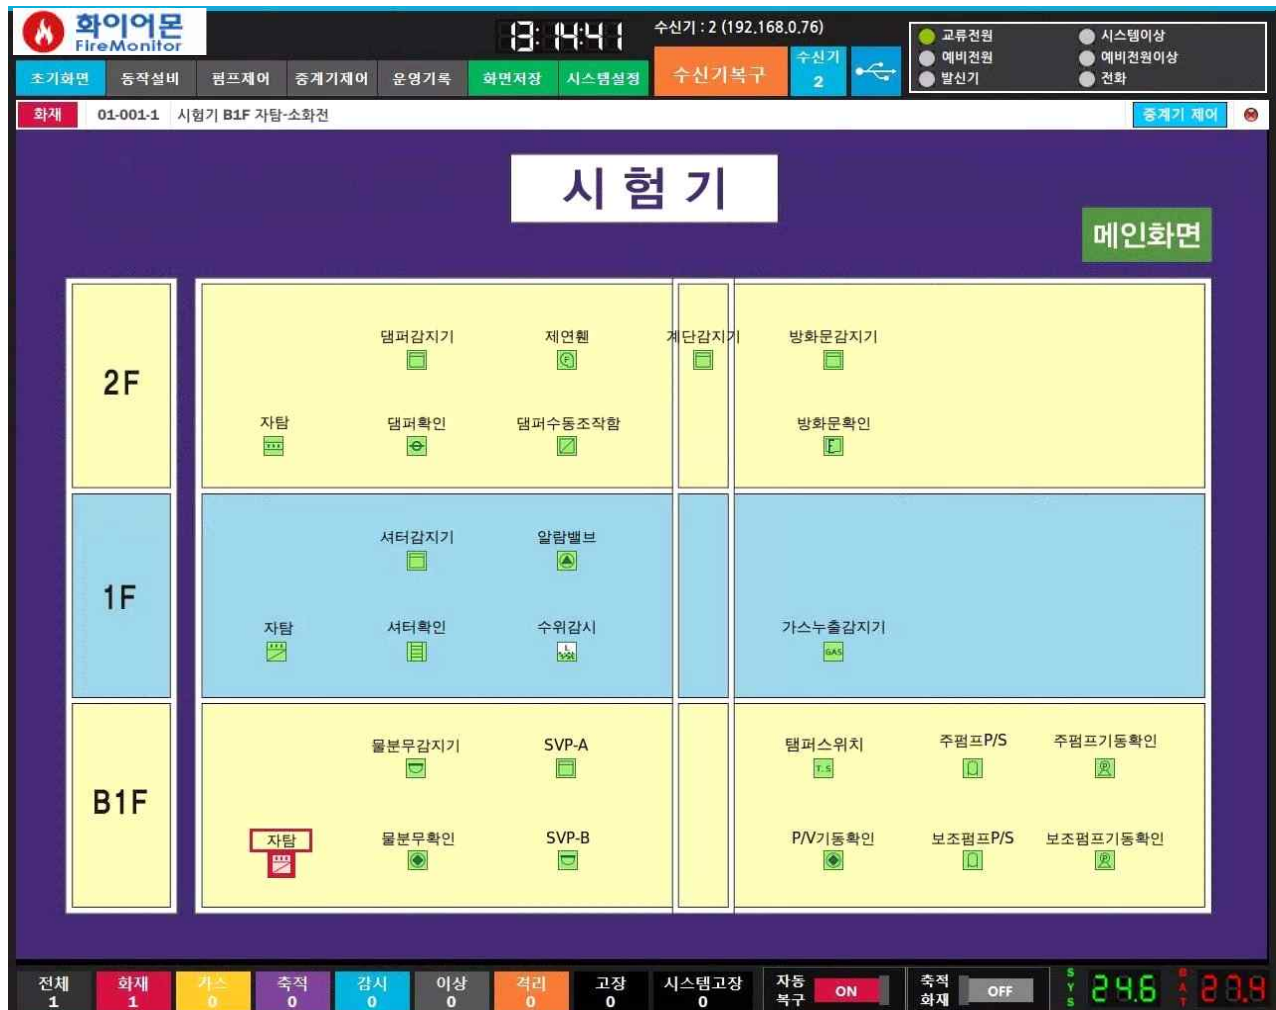 화이어몬
FireMonitor
13:14:41
수신기 : 2 (192.168.0.76)
교류전원 시스템이상
예비전원 예비전원이상
발신기 전화
초기화면 동작설비 펌프제어 중계기제어 운영기록 화면저장 시스템설정 수신기복구 수신기 2
화재 01-001-1 시험기 B1F 자탐-소화전 중계기 제어
시험기
메인화면
2F
댐퍼감지기 제연휀 계단감지기 방화문감지기
F
자탐 댐퍼확인 댐퍼수동조작함 방화문확인
1F
셔터감지기 알람밸브
자탐 셔터확인 수위감시 가스누출감지기
GAS
B1F
물분무감지기 SVP-A 탬퍼스위치 주펌프P/S 주펌프기동확인
T.S
자탐 물분무확인 SVP-B P/V기동확인 보조펌프P/S 보조펌프기동확인
전체 화재 가스 축적 감시 이상 격리 고장 시스템고장 자동복구 ON 축적화재 OFF SYS 24.6 BAT 27.9
1 1 0 0 0 0 0 0 0